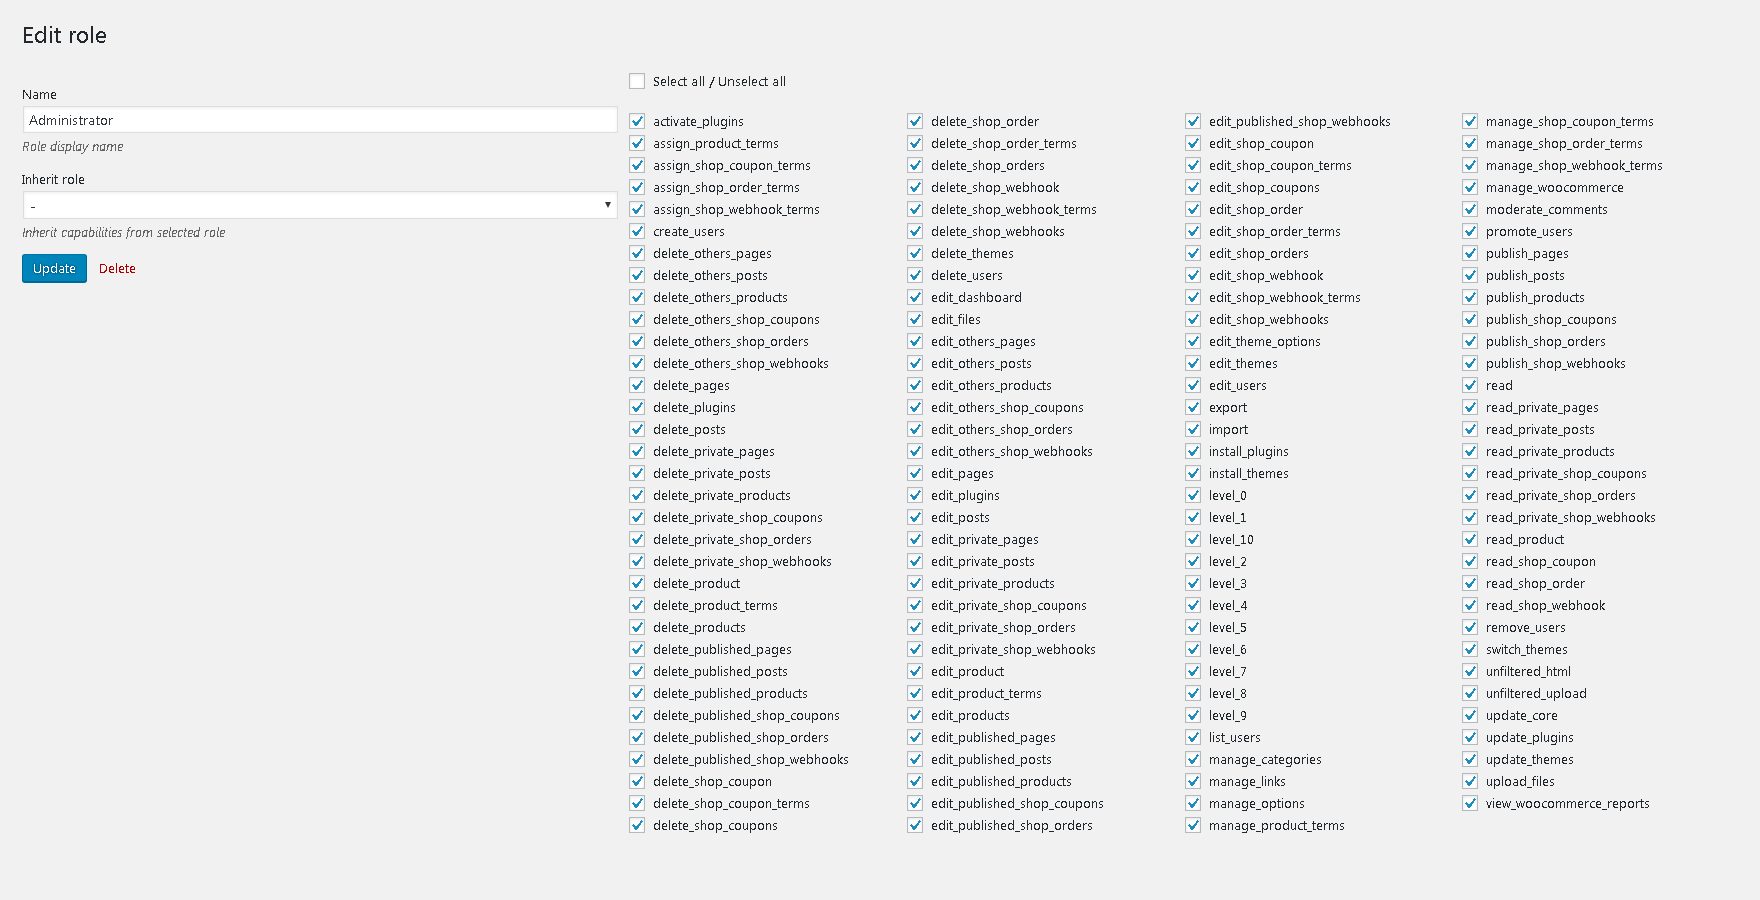 Edit role
Name
Administrator
Role display name
Inherit role
-
Inherit capabilities from selected role
Update Delete
Select all / Unselect all
activate_plugins
assign_product_terms
assign_shop_coupon_terms
assign_shop_order_terms
assign_shop_webhook_terms
create_users
delete_others_pages
delete_others_posts
delete_others_products
delete_others_shop_coupons
delete_others_shop_orders
delete_others_shop_webhooks
delete_pages
delete_plugins
delete_posts
delete_private_pages
delete_private_posts
delete_private_products
delete_private_shop_coupons
delete_private_shop_orders
delete_private_shop_webhooks
delete_product
delete_product_terms
delete_products
delete_published_pages
delete_published_posts
delete_published_products
delete_published_shop_coupons
delete_published_shop_orders
delete_published_shop_webhooks
delete_shop_coupon
delete_shop_coupon_terms
delete_shop_coupons
delete_shop_order
delete_shop_order_terms
delete_shop_orders
delete_shop_webhook
delete_shop_webhook_terms
delete_shop_webhooks
delete_themes
delete_users
edit_dashboard
edit_files
edit_others_pages
edit_others_posts
edit_others_products
edit_others_shop_coupons
edit_others_shop_orders
edit_others_shop_webhooks
edit_pages
edit_plugins
edit_posts
edit_private_pages
edit_private_posts
edit_private_products
edit_private_shop_coupons
edit_private_shop_orders
edit_private_shop_webhooks
edit_product
edit_product_terms
edit_products
edit_published_pages
edit_published_posts
edit_published_products
edit_published_shop_coupons
edit_published_shop_orders
edit_published_shop_webhooks
edit_shop_coupon
edit_shop_coupon_terms
edit_shop_coupons
edit_shop_order
edit_shop_order_terms
edit_shop_orders
edit_shop_webhook
edit_shop_webhook_terms
edit_shop_webhooks
edit_theme_options
edit_themes
edit_users
export
import
install_plugins
install_themes
level_0
level_1
level_10
level_2
level_3
level_4
level_5
level_6
level_7
level_8
level_9
list_users
manage_categories
manage_links
manage_options
manage_product_terms
manage_shop_coupon_terms
manage_shop_order_terms
manage_shop_webhook_terms
manage_woocommerce
moderate_comments
promote_users
publish_pages
publish_posts
publish_products
publish_shop_coupons
publish_shop_orders
publish_shop_webhooks
read
read_private_pages
read_private_posts
read_private_products
read_private_shop_coupons
read_private_shop_orders
read_private_shop_webhooks
read_product
read_shop_coupon
read_shop_order
read_shop_webhook
remove_users
switch_themes
unfiltered_html
unfiltered_upload
update_core
update_plugins
update_themes
upload_files
view_woocommerce_reports